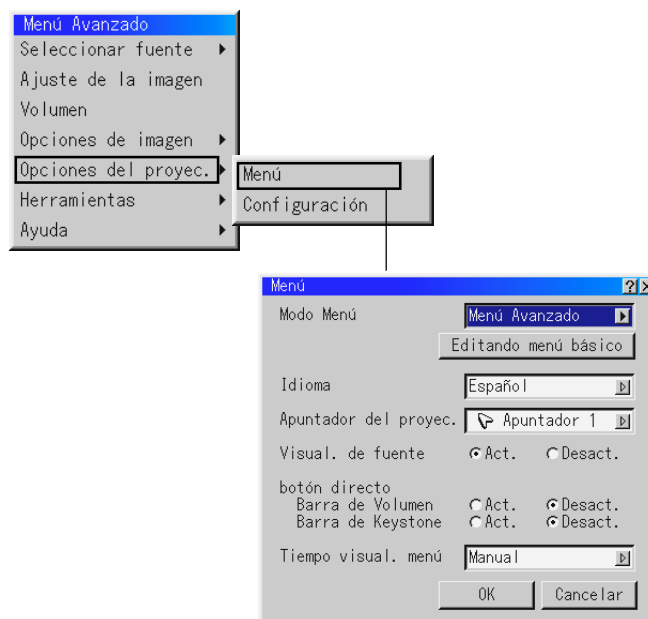 Menú Avanzado
Seleccionar fuente
Ajuste de la imagen
Volumen
Opciones de imagen
Opciones del proyec.
Herramientas
Ayuda
Menú
Configuración
Menú
Modo Menú Menú Avanzado
Editando menú básico
Idioma Español
Apuntador del proyec. Apuntador 1
Visual. de fuente Act. Desact.
botón directo
Barra de Volumen Act. Desact.
Barra de Keystone Act. Desact.
Tiempo visual. menú Manual
OK Cancelar